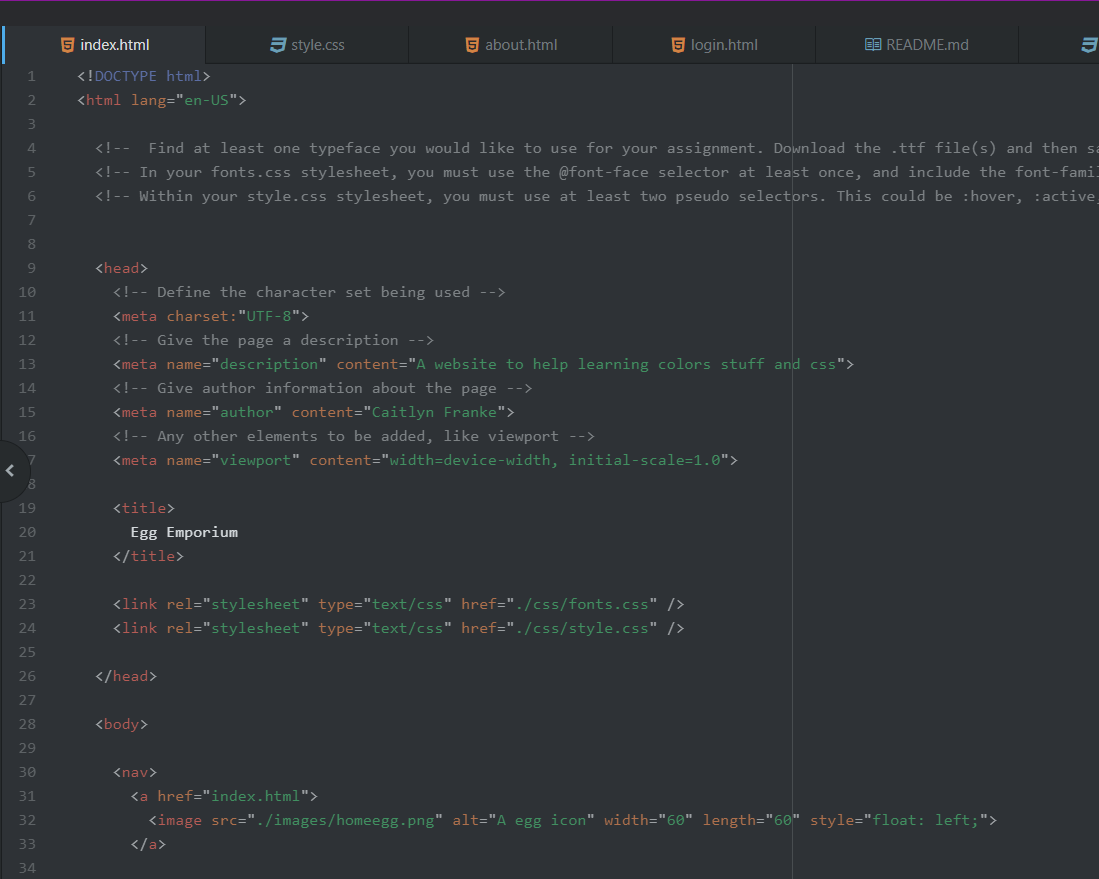 index.html style.css about.html login.html README.md
1 <!DOCTYPE html>
2 <html lang="en-US">
3
4 <!--  Find at least one typeface you would like to use for your assignment. Download the .ttf file(s) and then sa
5 <!-- In your fonts.css stylesheet, you must use the @font-face selector at least once, and include the font-famil
6 <!-- Within your style.css stylesheet, you must use at least two pseudo selectors. This could be :hover, :active,
7
8
9 <head>
10 <!-- Define the character set being used -->
11 <meta charset:"UTF-8">
12 <!-- Give the page a description -->
13 <meta name="description" content="A website to help learning colors stuff and css">
14 <!-- Give author information about the page -->
15 <meta name="author" content="Caitlyn Franke">
16 <!-- Any other elements to be added, like viewport -->
7 <meta name="viewport" content="width=device-width, initial-scale=1.0">
8
19 <title>
20 Egg Emporium
21 </title>
22
23 <link rel="stylesheet" type="text/css" href="./css/fonts.css" />
24 <link rel="stylesheet" type="text/css" href="./css/style.css" />
25
26 </head>
27
28 <body>
29
30 <nav>
31 <a href="index.html">
32 <image src="./images/homeegg.png" alt="A egg icon" width="60" length="60" style="float: left;">
33 </a>
34